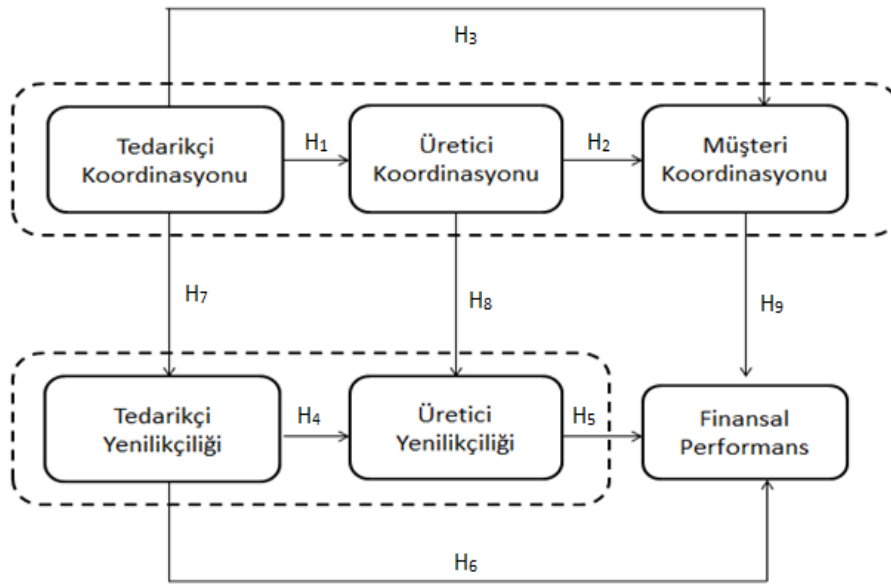 H₃
Tedarikçi
Koordinasyonu
H₁
Üretici
Koordinasyonu
H₂
Müşteri
Koordinasyonu
H₇
H₈
H₉
Tedarikçi
Yenilikçiliği
H₄
Üretici
Yenilikçiliği
H₅
Finansal
Performans
H₆